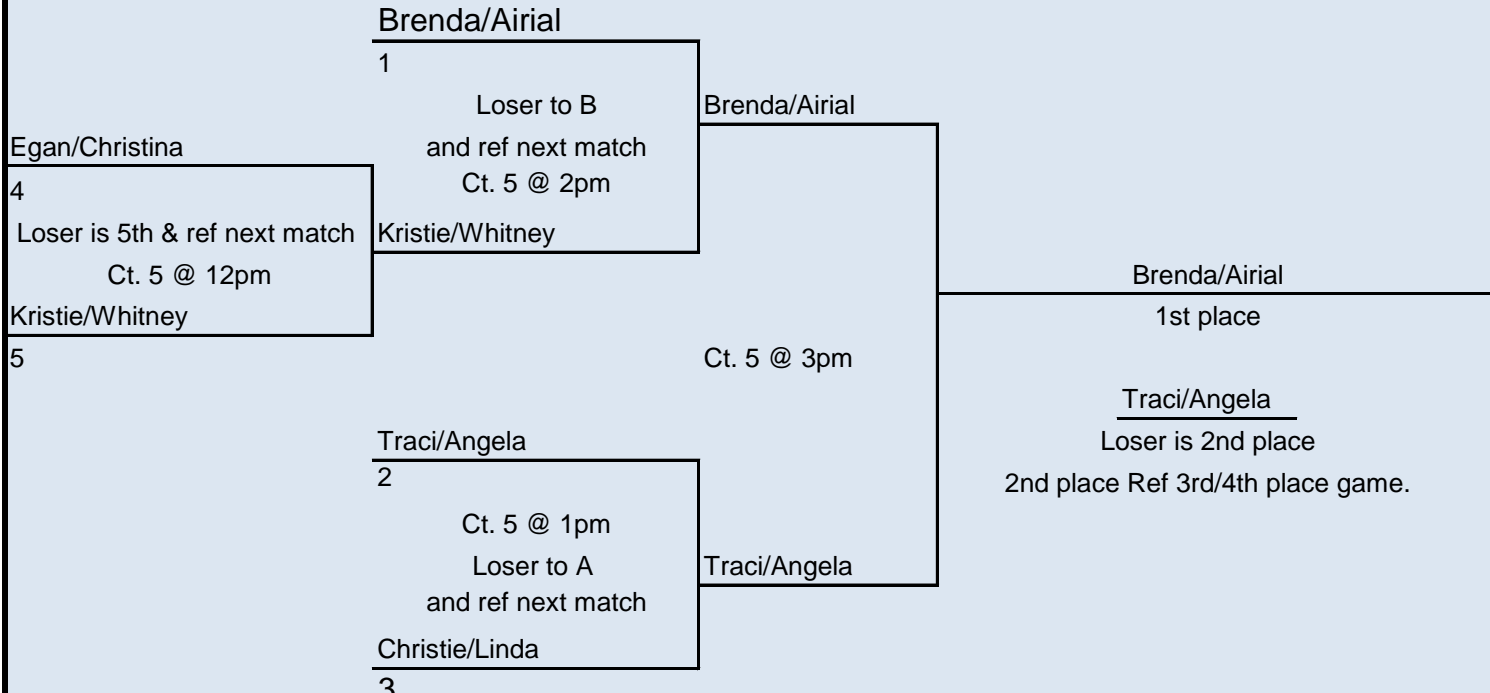 Brenda/Airial
1
Loser to B
Brenda/Airial
Egan/Christina
and ref next match
4
Ct. 5 @ 2pm
Loser is 5th & ref next match
Kristie/Whitney
Ct. 5 @ 12pm
Brenda/Airial
Kristie/Whitney
1st place
5
Ct. 5 @ 3pm
Traci/Angela
Traci/Angela
Loser is 2nd place
2
2nd place Ref 3rd/4th place game.
Ct. 5 @ 1pm
Loser to A
Traci/Angela
and ref next match
Christie/Linda
3